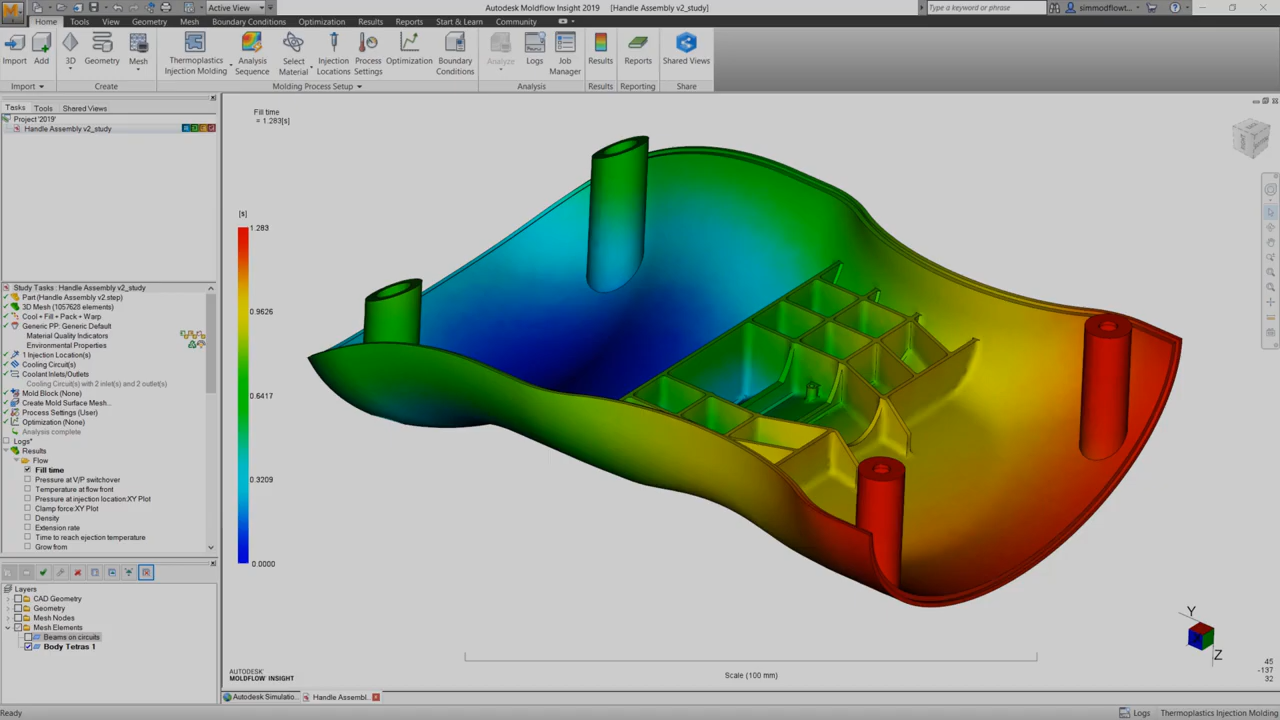 Active View
Autodesk Moldflow Insight 2019 [Handle Assembly v2_study]
Type a keyword or phrase
simmodflowt...
Home Tools View Geometry Mesh Boundary Conditions Optimization Results Reports Start & Learn Community
Import Add 3D Geometry Mesh Thermoplastics Injection Molding Analysis Sequence Select Material Injection Locations Process Settings Optimization Boundary Conditions Analyze Logs Job Manager Results Reports Shared Views
Import Create Molding Process Setup Analysis Results Reporting Share
Tasks Tools Shared Views
Project '2019'
Handle Assembly v2_study
Study Tasks : Handle Assembly v2_study
Part (Handle Assembly v2.step)
3D Mesh (1057628 elements)
Cool + Fill + Pack + Warp
Generic PP: Generic Default
Material Quality Indicators
Environmental Properties
1 Injection Location(s)
Cooling Circuit(s)
Coolant Inlets/Outlets
Cooling Circuit(s) with 2 inlet(s) and 2 outlet(s)
Mold Block (None)
Create Mold Surface Mesh...
Process Settings (User)
Optimization (None)
Analysis complete
Logs*
Results
Flow
Fill time
Pressure at V/P switchover
Temperature at flow front
Pressure at injection location:XY Plot
Clamp force:XY Plot
Density
Extension rate
Time to reach ejection temperature
Grow from
Layers
CAD Geometry
Geometry
Mesh Nodes
Mesh Elements
Beams on circuits
Body Tetras 1
Fill time
= 1.283[s]
[s]
1.283
0.9626
0.6417
0.3209
0.0000
AUTODESK
MOLDFLOW INSIGHT
Scale (100 mm)
Y
Z
45
-137
32
Autodesk Simulatio... Handle Assembl...
Ready
Logs Thermoplastics Injection Molding